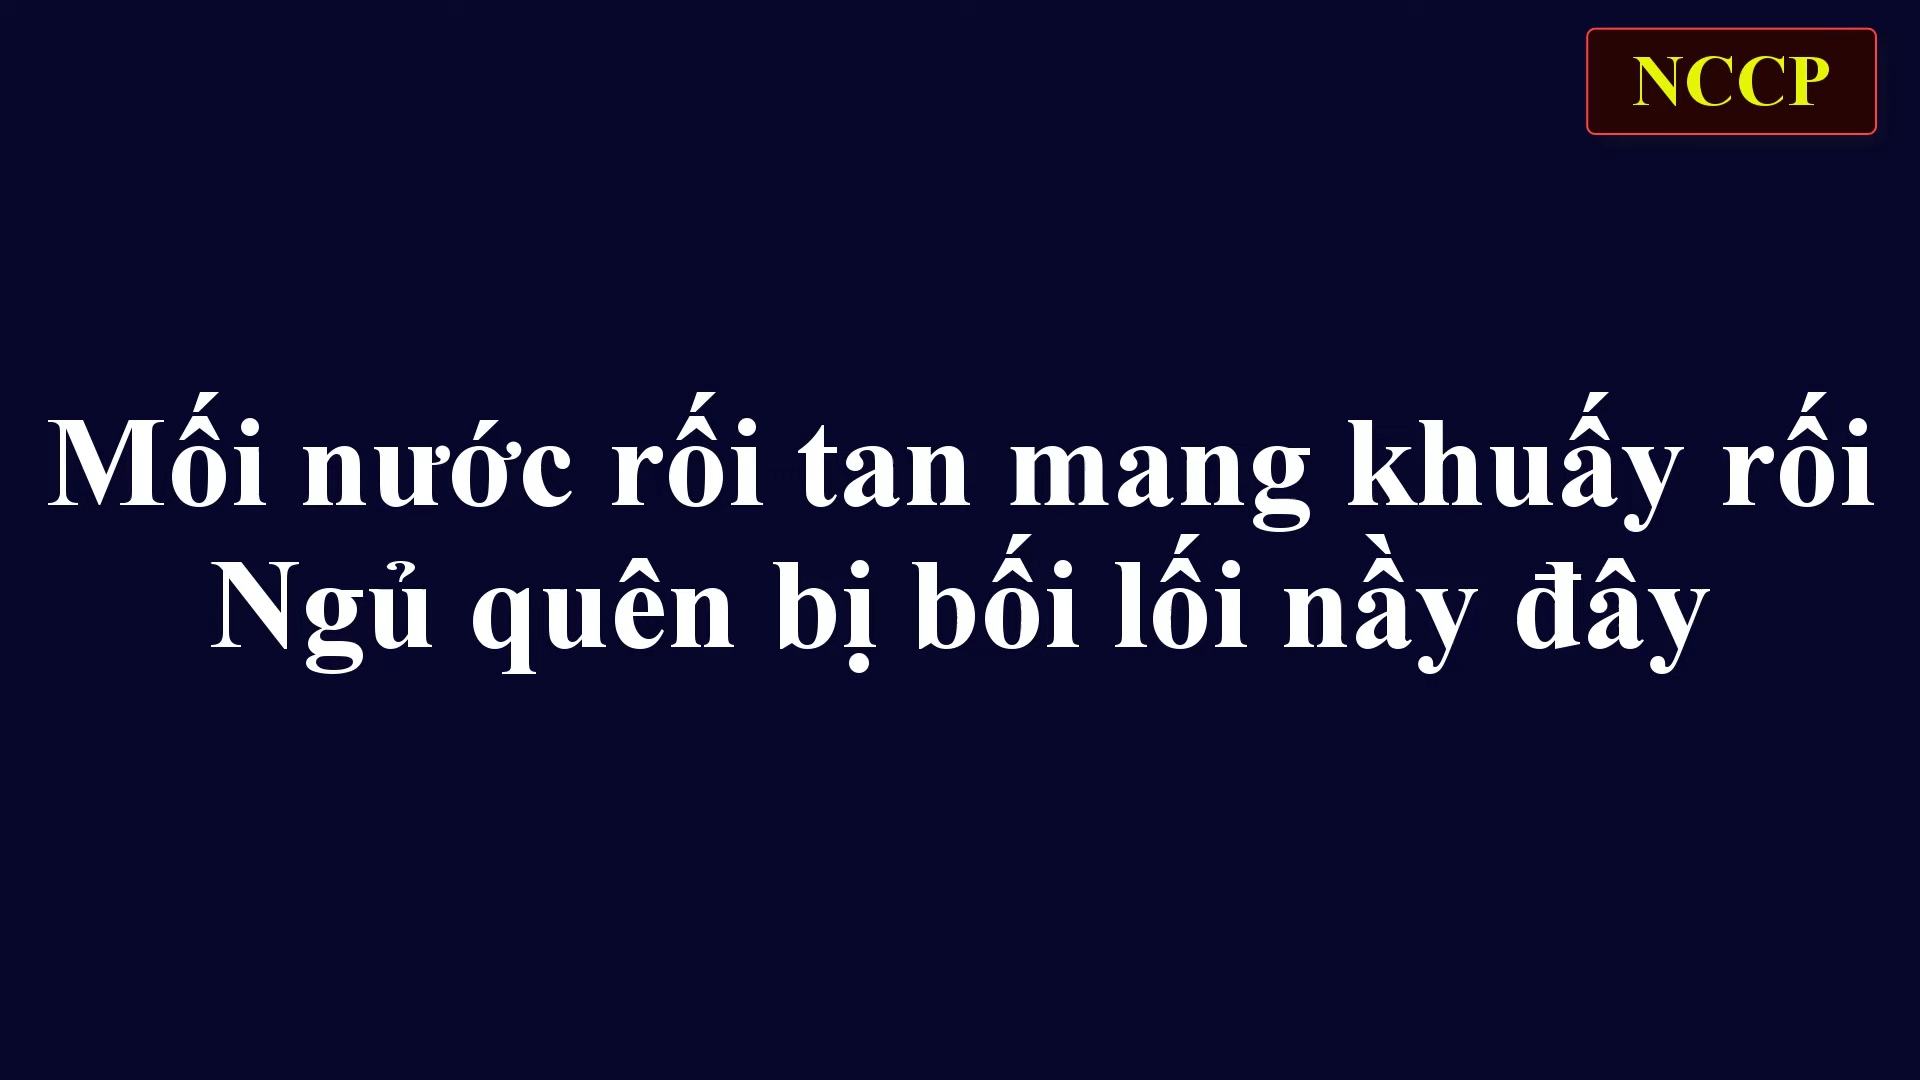 NCCP
Mối nước rối tan mang khuấy rối
Ngủ quên bị bối lối nầy đây